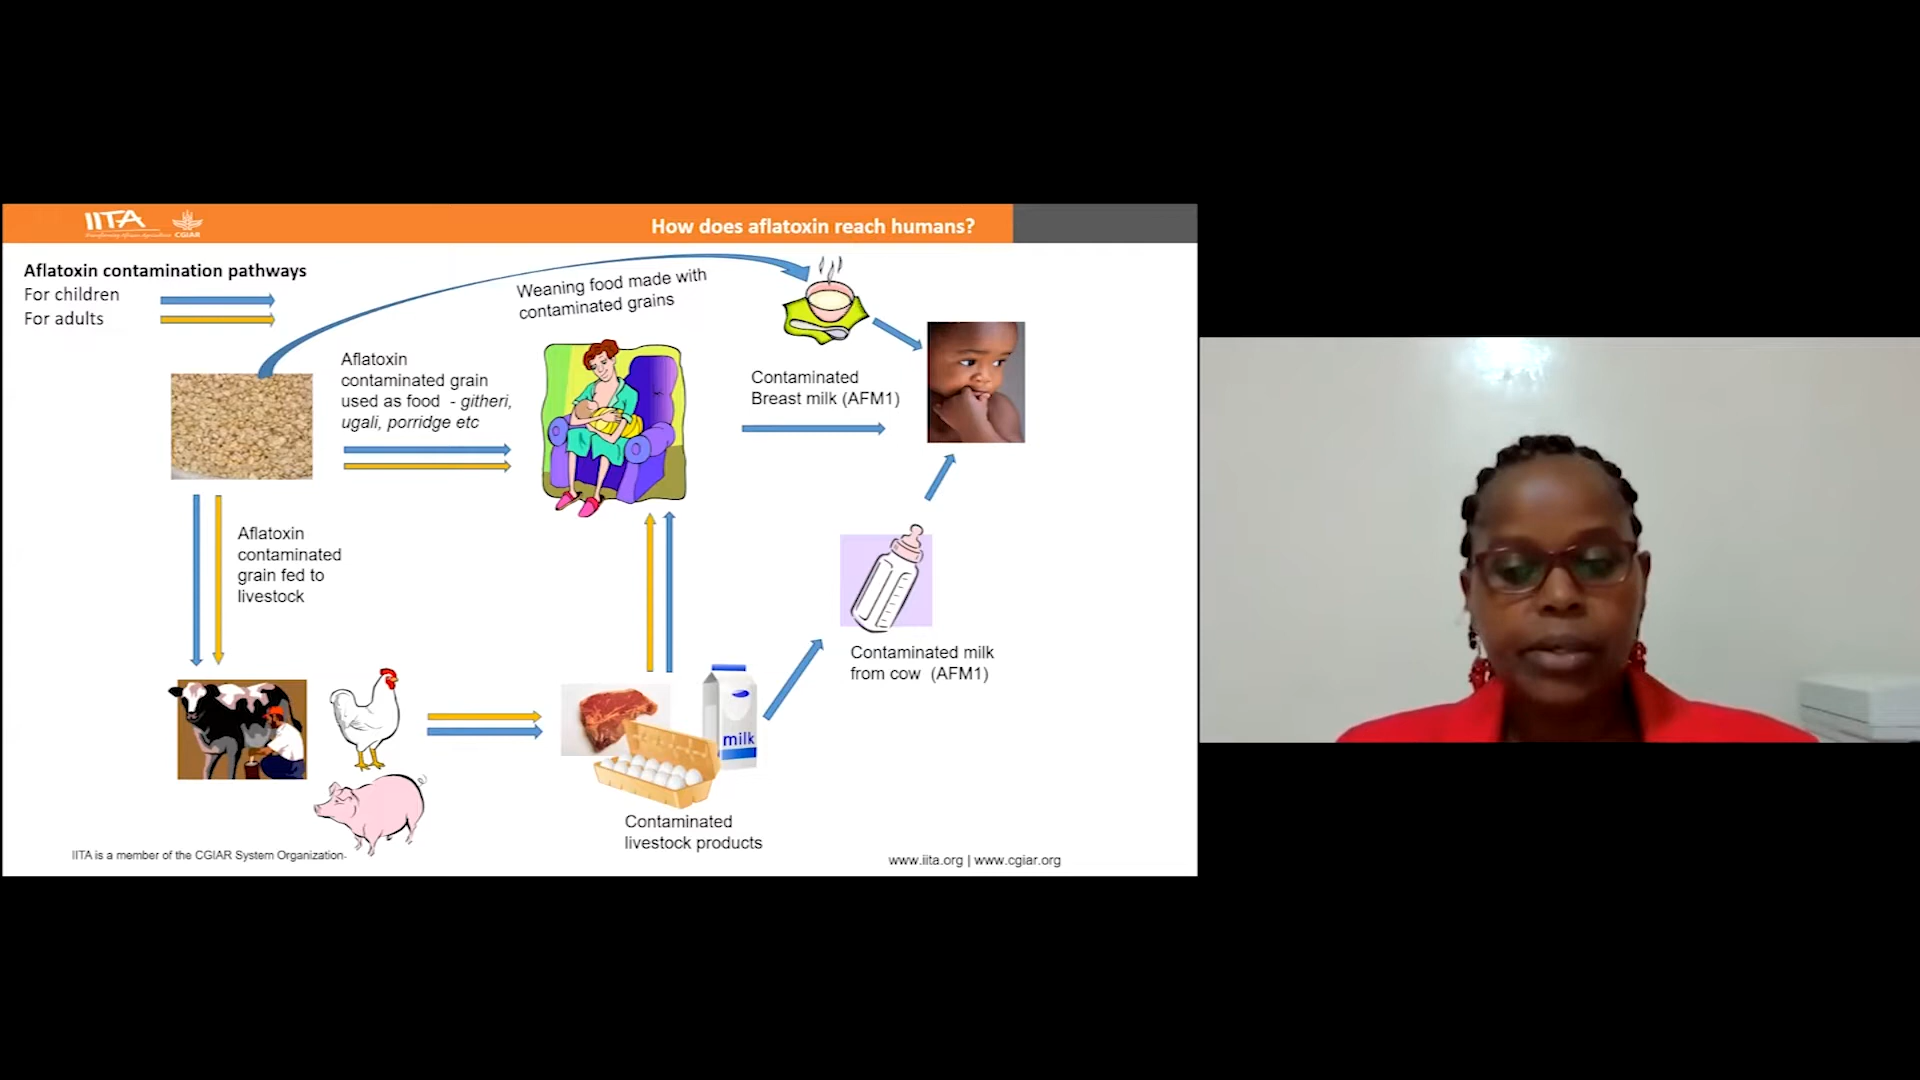 IITA
Transforming African Agriculture
CGIAR
How does aflatoxin reach humans?
Aflatoxin contamination pathways
For children
For adults
Weaning food made with
contaminated grains
Aflatoxin
contaminated grain
used as food - githeri,
ugali, porridge etc
Contaminated
Breast milk (AFM1)
Aflatoxin
contaminated
grain fed to
livestock
Contaminated milk
from cow (AFM1)
milk
Contaminated
livestock products
IITA is a member of the CGIAR System Organization.
www.iita.org | www.cgiar.org